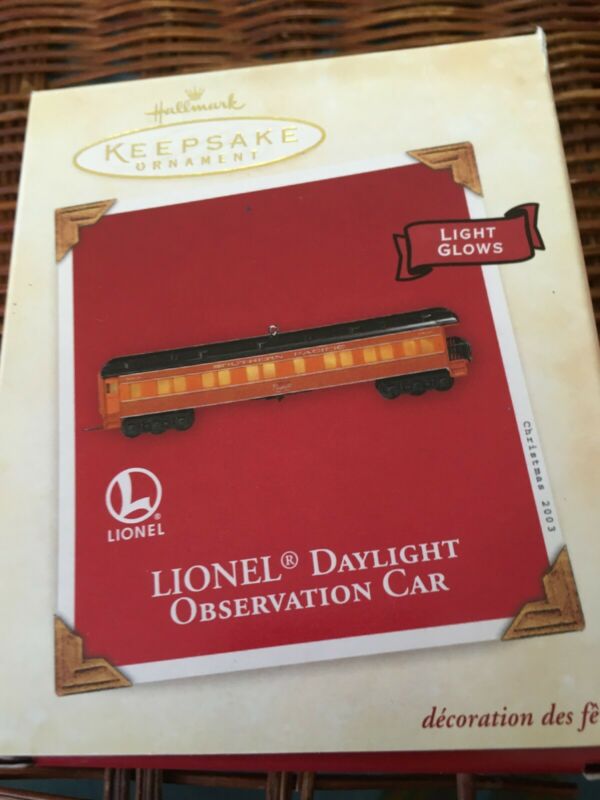 Hallmark
KEEPSAKE
ORNAMENT
LIGHT
GLOWS
SOUTHERN PACIFIC
Christmas 2003
L
®
LIONEL
LIONEL® DAYLIGHT
OBSERVATION CAR
décoration des fê